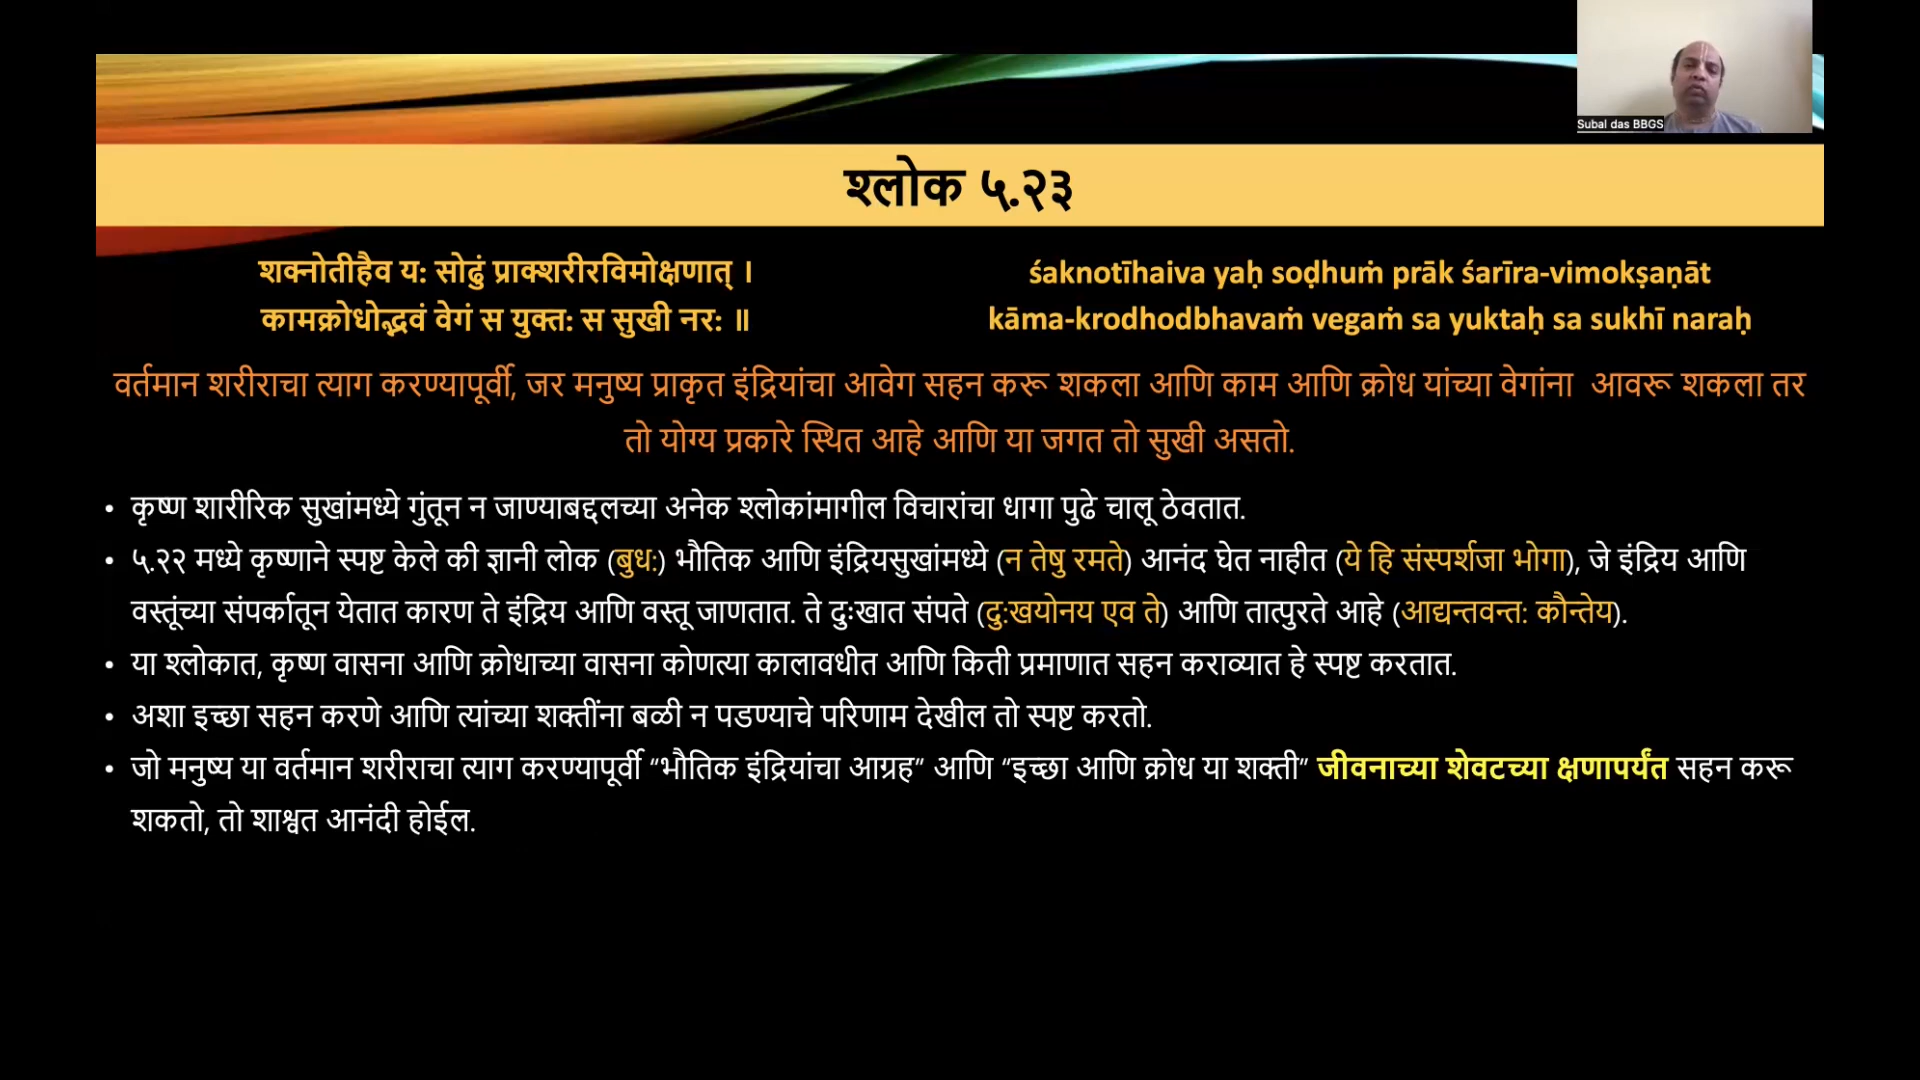 Subal das BBGS
श्लोक ५.२३
शक्नोतीहैव यः सोढुं प्राक्शरीरविमोक्षणात् ।
कामक्रोधोद्भवं वेगं स युक्तः स सुखी नरः ॥
śaknotīhaiva yaḥ soḍhuṁ prāk śarīra-vimokṣaṇāt
kāma-krodhodbhavaṁ vegaṁ sa yuktaḥ sa sukhī naraḥ
वर्तमान शरीराचा त्याग करण्यापूर्वी, जर मनुष्य प्राकृत इंद्रियांचा आवेग सहन करू शकला आणि काम आणि क्रोध यांच्या वेगांना आवरू शकला तर
तो योग्य प्रकारे स्थित आहे आणि या जगत तो सुखी असतो.
• कृष्ण शारीरिक सुखांमध्ये गुंतून न जाण्याबद्दलच्या अनेक श्लोकांमागील विचारांचा धागा पुढे चालू ठेवतात.
• ५.२२ मध्ये कृष्णाने स्पष्ट केले की ज्ञानी लोक (बुधः) भौतिक आणि इंद्रियसुखांमध्ये (न तेषु रमते) आनंद घेत नाहीत (ये हि संस्पर्शजा भोगा), जे इंद्रिय आणि
वस्तूंच्या संपर्कातून येतात कारण ते इंद्रिय आणि वस्तू जाणतात. ते दुःखात संपते (दुःखयोनय एव ते) आणि तात्पुरते आहे (आद्यन्तवन्तः कौन्तेय).
• या श्लोकात, कृष्ण वासना आणि क्रोधाच्या वासना कोणत्या कालावधीत आणि किती प्रमाणात सहन कराव्यात हे स्पष्ट करतात.
• अशा इच्छा सहन करणे आणि त्यांच्या शक्तींना बळी न पडण्याचे परिणाम देखील तो स्पष्ट करतो.
• जो मनुष्य या वर्तमान शरीराचा त्याग करण्यापूर्वी “भौतिक इंद्रियांचा आग्रह” आणि “इच्छा आणि क्रोध या शक्ती” जीवनाच्या शेवटच्या क्षणापर्यंत सहन करू
शकतो, तो शाश्वत आनंदी होईल.